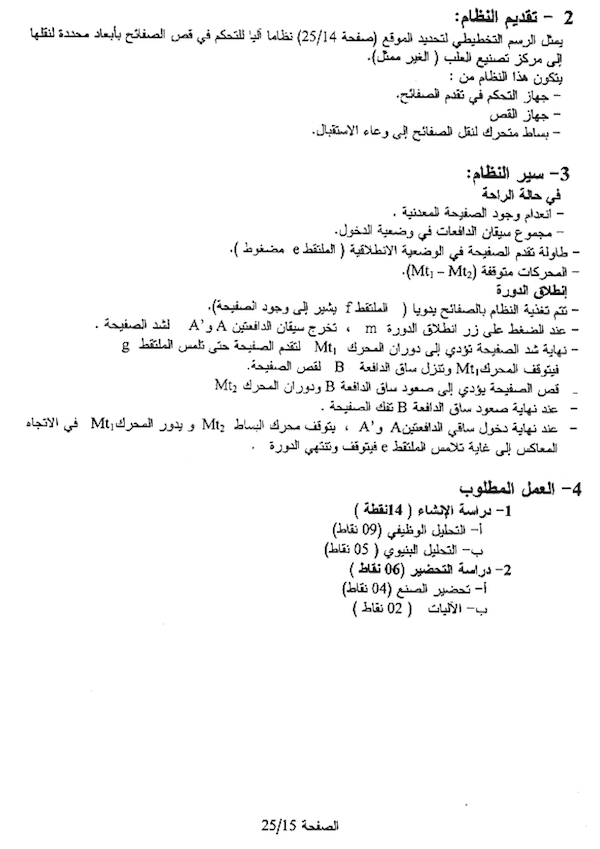 2 - تقديم النظام:
يمثل الرسم التخطيطي لتحديد الموقع (صفحة 25/14) نظاما آليا للتحكم في قص الصفائح بأبعاد محددة لنقلها
إلى مركز تصنيع العلب ( الغير ممثل).
يتكون هذا النظام من :
- جهاز التحكم في تقدم الصفائح.
- جهاز القص
- بساط متحرك لنقل الصفائح إلى وعاء الاستقبال.
3- سير النظام:
في حالة الراحة
- انعدام وجود الصفيحة المعدنية .
- مجموع سيقان الدافعات في وضعية الدخول.
- طاولة تقدم الصفيحة في الوضعية الانطلاقية ( الملتقط e مضغوط ).
- المحركات متوقفة (Mt1 – Mt2).
إنطلاق الدورة
- تتم تغذية النظام بالصفائح يدويا ( الملتقط f يشير إلى وجود الصفيحة).
- عند الضغط على زر انطلاق الدورة m ، تخرج سيقان الدافعتين A و A’ لشد الصفيحة .
- نهاية شد الصفيحة تؤدي إلى دوران المحرك Mt1 لتقدم الصفيحة حتى تلمس الملتقط g
فيتوقف المحرك Mt1 وتنزل ساق الدافعة B لقص الصفيحة.
- قص الصفيحة يؤدي إلى صعود ساق الدافعة B ودوران المحرك Mt2
- عند نهاية صعود ساق الدافعة B تفك الصفيحة .
- عند نهاية دخول ساقي الدافعتين A و A’ ، يتوقف محرك البساط Mt2 و يدور المحرك Mt1 في الاتجاه
المعاكس إلى غاية تلامس الملتقط e فيتوقف وتنتهي الدورة .
4- العمل المطلوب
1- دراسة الإنشاء ( 14نقطة )
أ- التحليل الوظيفي (09 نقاط)
ب- التحليل البنيوي ( 05 نقاط)
2- دراسة التحضير (06 نقاط )
أ- تحضير الصنع (04 نقاط)
ب- الآليات ( 02 نقاط )
الصفحة 25/15